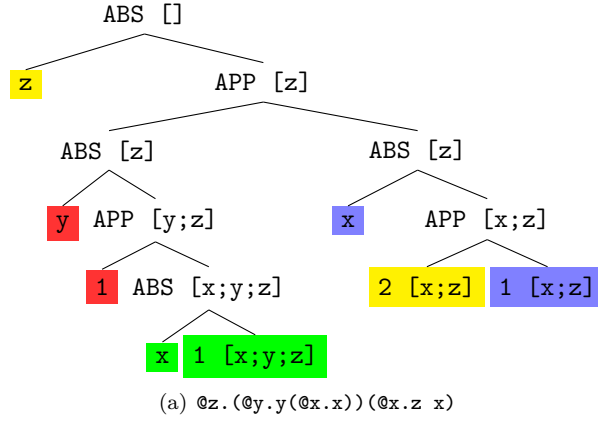 ABS []
z APP [z]
ABS [z] ABS [z]
y APP [y;z] x APP [x;z]
1 ABS [x;y;z] 2 [x;z] 1 [x;z]
x 1 [x;y;z]
(a) @z.(@y.y(@x.x))(@x.z x)